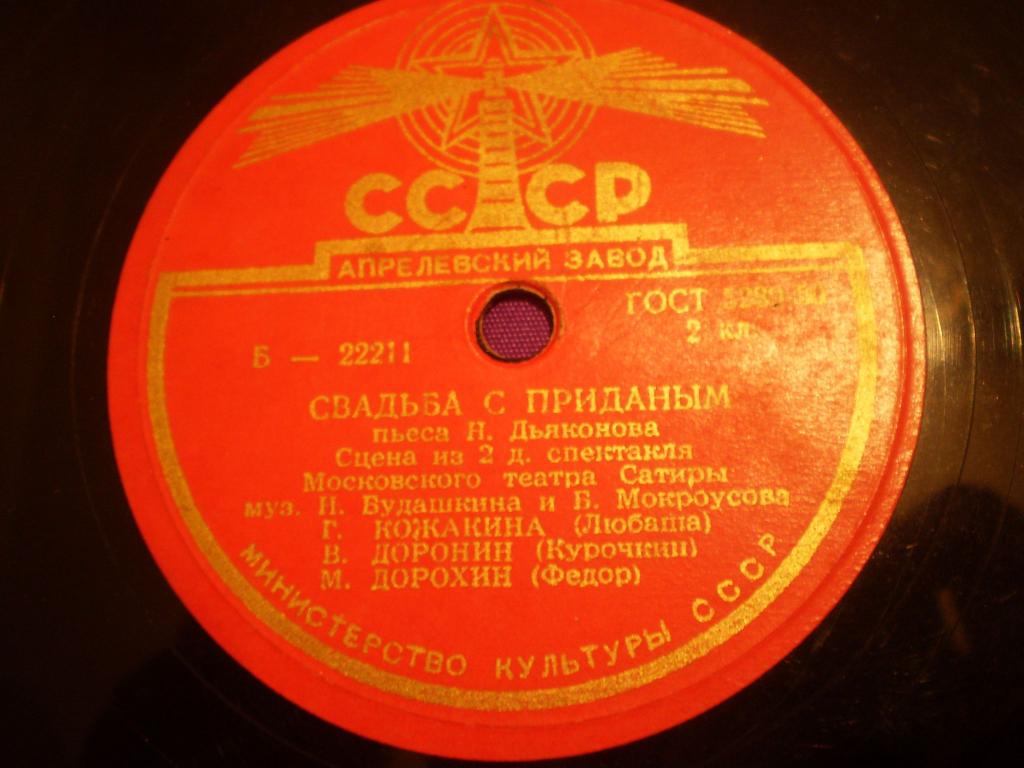 СССР
АПРЕЛЕВСКИЙ ЗАВОД
ГОСТ
2 кл.
Б — 22211
СВАДЬБА С ПРИДАНЫМ
пьеса Н. Дьяконова
Сцена из 2 д. спектакля
Московского театра Сатиры
муз. Н. Будашкина и Б. Мокроусова
Г. КОЖАКИНА (Любаша)
В. ДОРОНИН (Курочкин)
М. ДОРОХИН (Федор)
МИНИСТЕРСТВО КУЛЬТУРЫ СССР